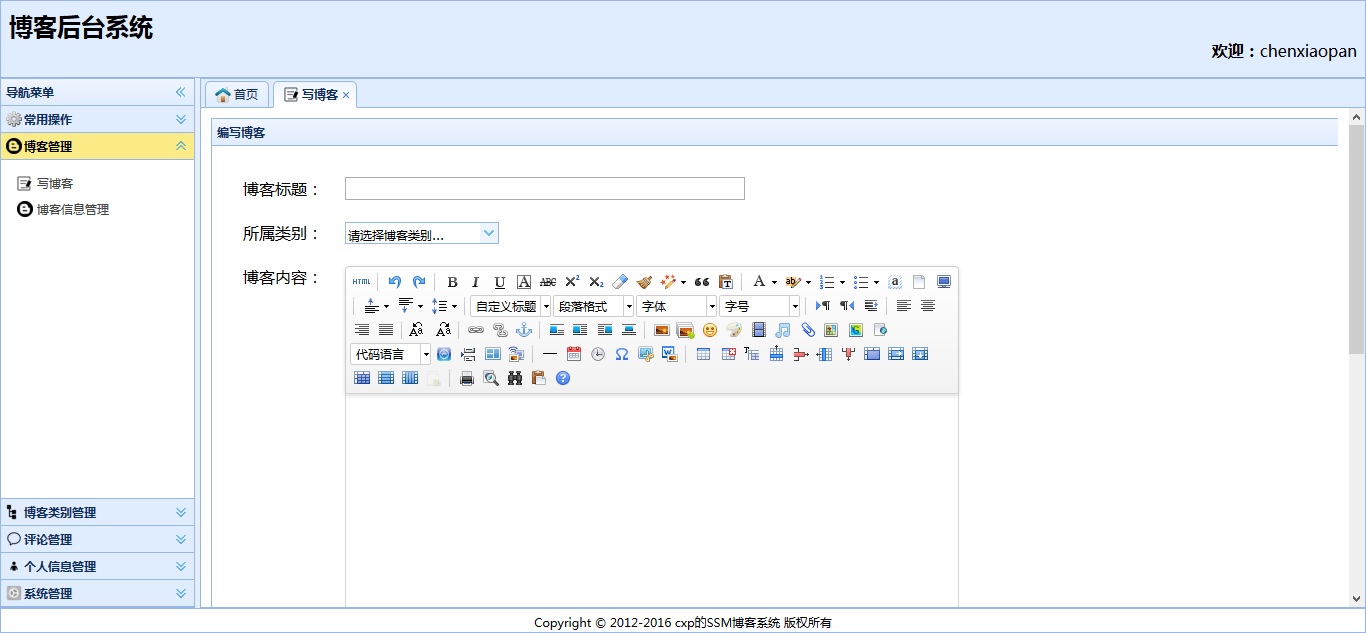 博客后台系统
欢迎：chenxiaopan
导航菜单
常用操作
博客管理
写博客
博客信息管理
博客类别管理
评论管理
个人信息管理
系统管理
首页 写博客
编写博客
博客标题：
所属类别： 请选择博客类别...
博客内容：
HTML B I U A ABC X² X₂ A ab a
自定义标题 段落格式 字体 字号
代码语言
Copyright © 2012-2016 cxp的SSM博客系统 版权所有